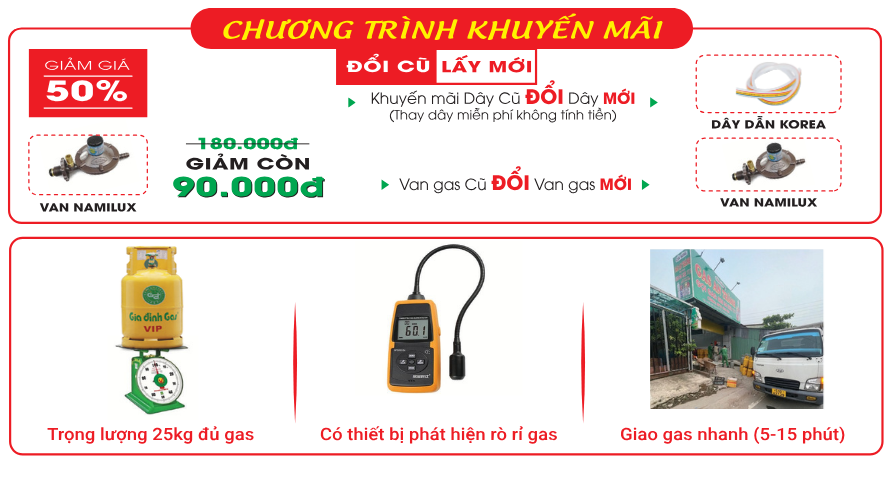 CHƯƠNG TRÌNH KHUYẾN MÃI
ĐỔI CŨ LẤY MỚI
GIẢM GIÁ
50%
VAN NAMILUX
180.000đ
GIẢM CÒN
90.000đ
Khuyến mãi Dây Cũ ĐỔI Dây MỚI
(Thay dây miễn phí không tính tiền)
Van gas Cũ ĐỔI Van gas MỚI
DÂY DẪN KOREA
VAN NAMILUX
Gia đình Gas
VIP
60.1
Trọng lượng 25kg đủ gas
Có thiết bị phát hiện rò rỉ gas
Giao gas nhanh (5-15 phút)